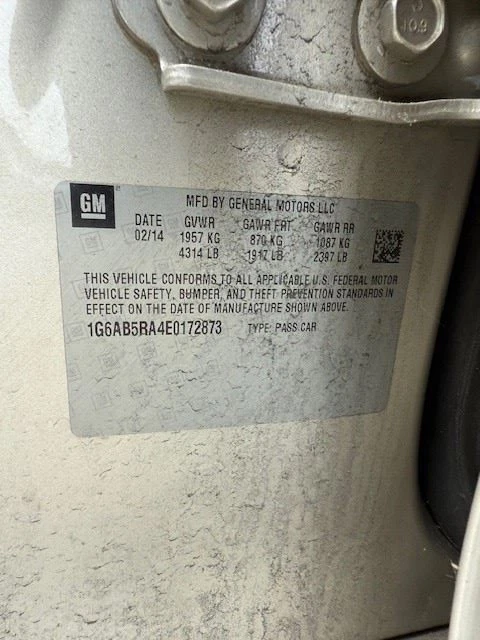 10.9
GM
MFD BY GENERAL MOTORS LLC
DATE GVWR GAWR FRT GAWR RR
02/14 1957 KG 870 KG 1087 KG
4314 LB 1917 LB 2397 LB
THIS VEHICLE CONFORMS TO ALL APPLICABLE U.S. FEDERAL MOTOR
VEHICLE SAFETY, BUMPER, AND THEFT PREVENTION STANDARDS IN
EFFECT ON THE DATE OF MANUFACTURE SHOWN ABOVE.
1G6AB5RA4E0172873 TYPE: PASS CAR